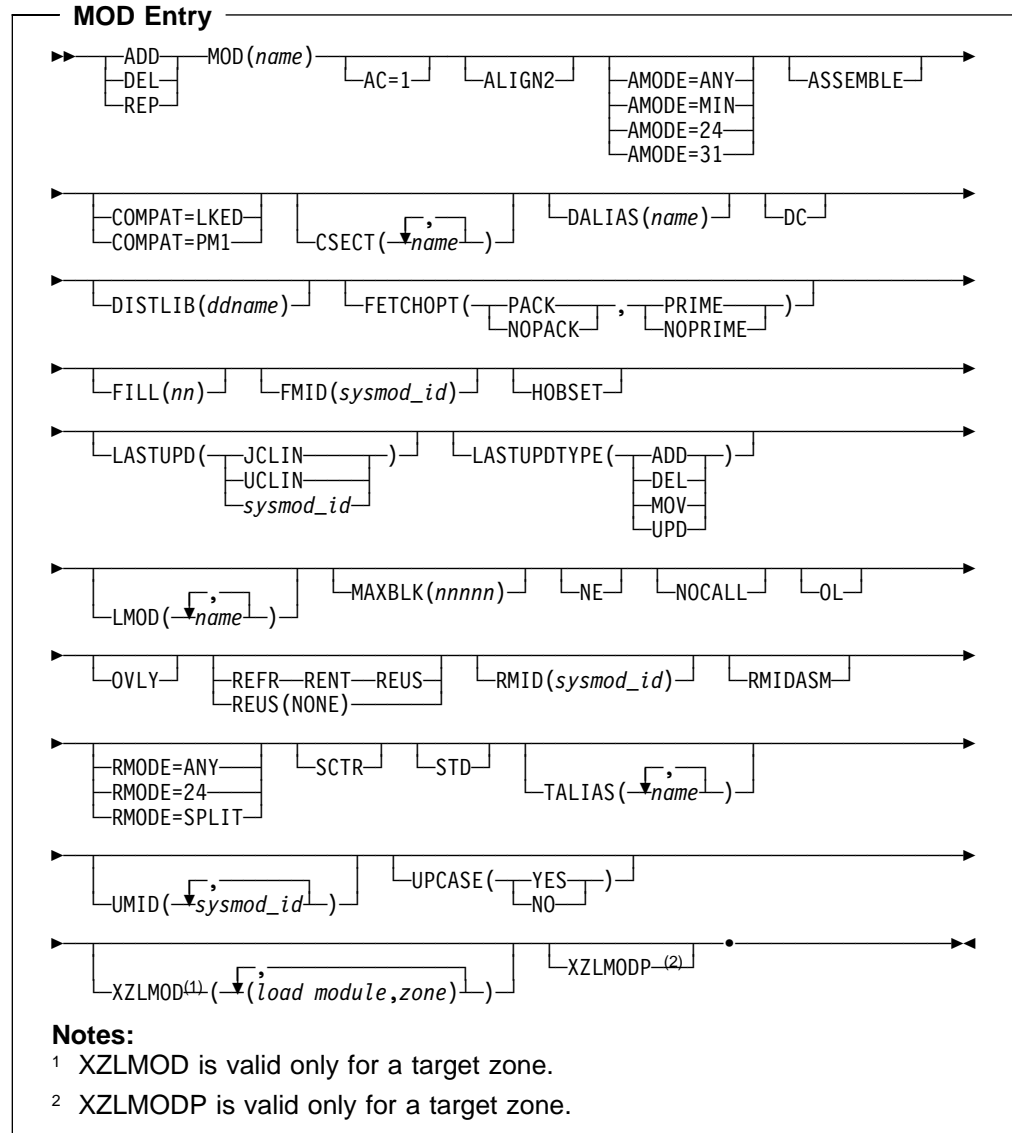 MOD Entry
ADD MOD(name)
DEL AC=1 ALIGN2 AMODE=ANY ASSEMBLE
REP AMODE=MIN
AMODE=24
AMODE=31
COMPAT=LKED , DALIAS(name) DC
COMPAT=PM1 CSECT( name )
DISTLIB(ddname) FETCHOPT( PACK , PRIME )
NOPACK NOPRIME
FILL(nn) FMID(sysmod_id) HOBSET
LASTUPD( JCLIN ) LASTUPDTYPE( ADD )
UCLIN DEL
sysmod_id MOV
UPD
, MAXBLK(nnnnn) NE NOCALL OL
LMOD( name )
OVLY REFR RENT REUS RMID(sysmod_id) RMIDASM
REUS(NONE)
RMODE=ANY SCTR STD ,
RMODE=24 TALIAS( name )
RMODE=SPLIT
, UPCASE( YES )
UMID( sysmod_id ) NO
, XZLMODP (2)
XZLMOD(1) ( (load module,zone) )
Notes:
1 XZLMOD is valid only for a target zone.
2 XZLMODP is valid only for a target zone.